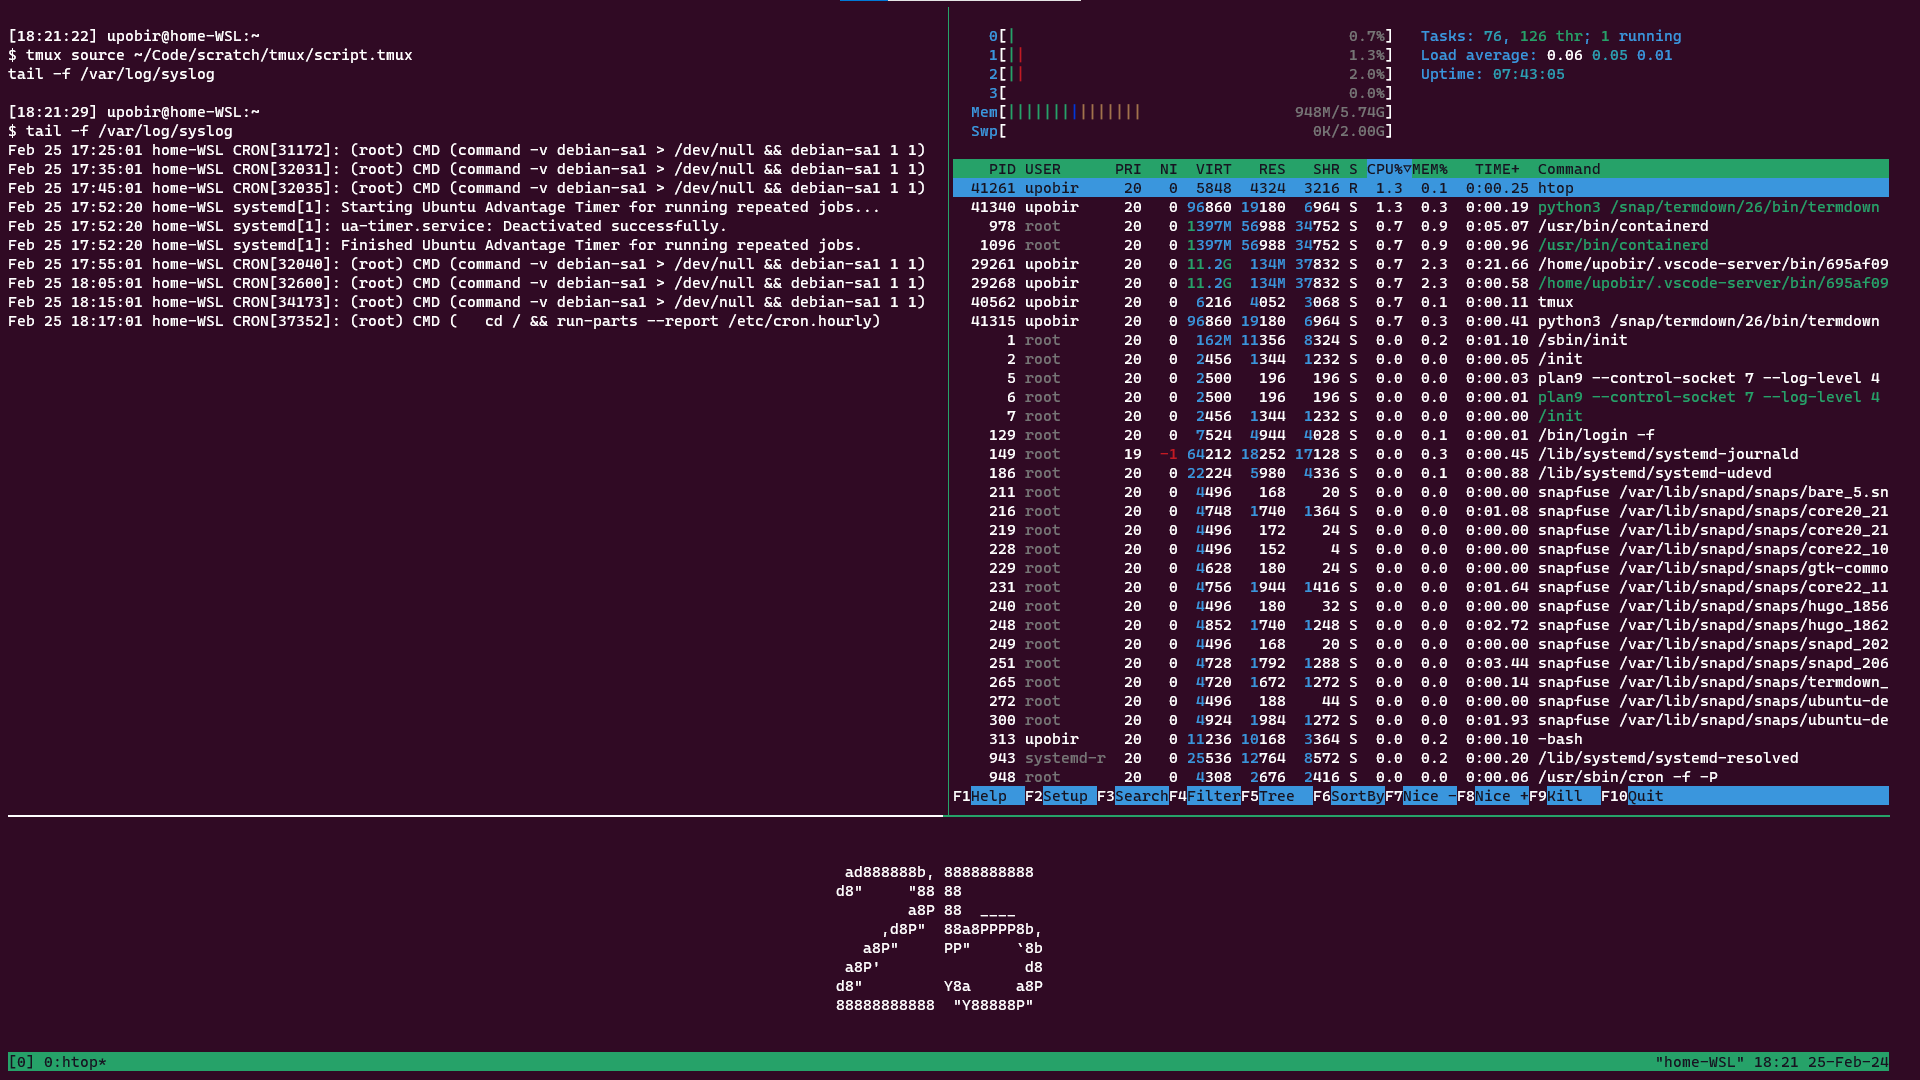 [18:21:22] upobir@home-WSL:~
$ tmux source ~/Code/scratch/tmux/script.tmux
tail -f /var/log/syslog

[18:21:29] upobir@home-WSL:~
$ tail -f /var/log/syslog
Feb 25 17:25:01 home-WSL CRON[31172]: (root) CMD (command -v debian-sa1 > /dev/null && debian-sa1 1 1)
Feb 25 17:35:01 home-WSL CRON[32031]: (root) CMD (command -v debian-sa1 > /dev/null && debian-sa1 1 1)
Feb 25 17:45:01 home-WSL CRON[32035]: (root) CMD (command -v debian-sa1 > /dev/null && debian-sa1 1 1)
Feb 25 17:52:20 home-WSL systemd[1]: Starting Ubuntu Advantage Timer for running repeated jobs...
Feb 25 17:52:20 home-WSL systemd[1]: ua-timer.service: Deactivated successfully.
Feb 25 17:52:20 home-WSL systemd[1]: Finished Ubuntu Advantage Timer for running repeated jobs.
Feb 25 17:55:01 home-WSL CRON[32040]: (root) CMD (command -v debian-sa1 > /dev/null && debian-sa1 1 1)
Feb 25 18:05:01 home-WSL CRON[32600]: (root) CMD (command -v debian-sa1 > /dev/null && debian-sa1 1 1)
Feb 25 18:15:01 home-WSL CRON[34173]: (root) CMD (command -v debian-sa1 > /dev/null && debian-sa1 1 1)
Feb 25 18:17:01 home-WSL CRON[37352]: (root) CMD (   cd / && run-parts --report /etc/cron.hourly)
0[|                                     0.7%]   Tasks: 76, 126 thr; 1 running
1[||                                    1.3%]   Load average: 0.06 0.05 0.01
2[||                                    2.0%]   Uptime: 07:43:05
3[                                      0.0%]
Mem[|||||||||||||||                 948M/5.74G]
Swp[                                  0K/2.00G]
PID USER      PRI  NI  VIRT   RES   SHR S CPU%▽MEM%   TIME+  Command
41261 upobir     20   0  5848  4324  3216 R  1.3  0.1  0:00.25 htop
41340 upobir     20   0 96860 19180  6964 S  1.3  0.3  0:00.19 python3 /snap/termdown/26/bin/termdown
978 root       20   0 1397M 56988 34752 S  0.7  0.9  0:05.07 /usr/bin/containerd
1096 root       20   0 1397M 56988 34752 S  0.7  0.9  0:00.96 /usr/bin/containerd
29261 upobir     20   0 11.2G  134M 37832 S  0.7  2.3  0:21.66 /home/upobir/.vscode-server/bin/695af09
29268 upobir     20   0 11.2G  134M 37832 S  0.7  2.3  0:00.58 /home/upobir/.vscode-server/bin/695af09
40562 upobir     20   0  6216  4052  3068 S  0.7  0.1  0:00.11 tmux
41315 upobir     20   0 96860 19180  6964 S  0.7  0.3  0:00.41 python3 /snap/termdown/26/bin/termdown
1 root       20   0  162M 11356  8324 S  0.0  0.2  0:01.10 /sbin/init
2 root       20   0  2456  1344  1232 S  0.0  0.0  0:00.05 /init
5 root       20   0  2500   196   196 S  0.0  0.0  0:00.03 plan9 --control-socket 7 --log-level 4
6 root       20   0  2500   196   196 S  0.0  0.0  0:00.01 plan9 --control-socket 7 --log-level 4
7 root       20   0  2456  1344  1232 S  0.0  0.0  0:00.00 /init
129 root       20   0  7524  4944  4028 S  0.0  0.1  0:00.01 /bin/login -f
149 root       19  -1 64212 18252 17128 S  0.0  0.3  0:00.45 /lib/systemd/systemd-journald
186 root       20   0 22224  5980  4336 S  0.0  0.1  0:00.88 /lib/systemd/systemd-udevd
211 root       20   0  4496   168    20 S  0.0  0.0  0:00.00 snapfuse /var/lib/snapd/snaps/bare_5.sn
216 root       20   0  4748  1740  1364 S  0.0  0.0  0:01.08 snapfuse /var/lib/snapd/snaps/core20_21
219 root       20   0  4496   172    24 S  0.0  0.0  0:00.00 snapfuse /var/lib/snapd/snaps/core20_21
228 root       20   0  4496   152     4 S  0.0  0.0  0:00.00 snapfuse /var/lib/snapd/snaps/core22_10
229 root       20   0  4628   180    24 S  0.0  0.0  0:00.00 snapfuse /var/lib/snapd/snaps/gtk-commo
231 root       20   0  4756  1944  1416 S  0.0  0.0  0:01.64 snapfuse /var/lib/snapd/snaps/core22_11
240 root       20   0  4496   180    32 S  0.0  0.0  0:00.00 snapfuse /var/lib/snapd/snaps/hugo_1856
248 root       20   0  4852  1740  1248 S  0.0  0.0  0:02.72 snapfuse /var/lib/snapd/snaps/hugo_1862
249 root       20   0  4496   168    20 S  0.0  0.0  0:00.00 snapfuse /var/lib/snapd/snaps/snapd_202
251 root       20   0  4728  1792  1288 S  0.0  0.0  0:03.44 snapfuse /var/lib/snapd/snaps/snapd_206
265 root       20   0  4720  1672  1272 S  0.0  0.0  0:00.14 snapfuse /var/lib/snapd/snaps/termdown_
272 root       20   0  4496   188    44 S  0.0  0.0  0:00.00 snapfuse /var/lib/snapd/snaps/ubuntu-de
300 root       20   0  4924  1984  1272 S  0.0  0.0  0:01.93 snapfuse /var/lib/snapd/snaps/ubuntu-de
313 upobir     20   0 11236 10168  3364 S  0.0  0.2  0:00.10 -bash
943 systemd-r  20   0 25536 12764  8572 S  0.0  0.2  0:00.20 /lib/systemd/systemd-resolved
948 root       20   0  4308  2676  2416 S  0.0  0.0  0:00.06 /usr/sbin/cron -f -P
F1Help  F2Setup F3SearchF4FilterF5Tree  F6SortByF7Nice -F8Nice +F9Kill  F10Quit
 ad888888b, 8888888888
d8"     "88 88
        a8P 88  ____
     ,d8P"  88a8PPPP8b,
   a8P"     PP"     `8b
 a8P'                d8
d8"         Y8a     a8P
88888888888  "Y88888P"
[0] 0:htop*                    "home-WSL" 18:21 25-Feb-24